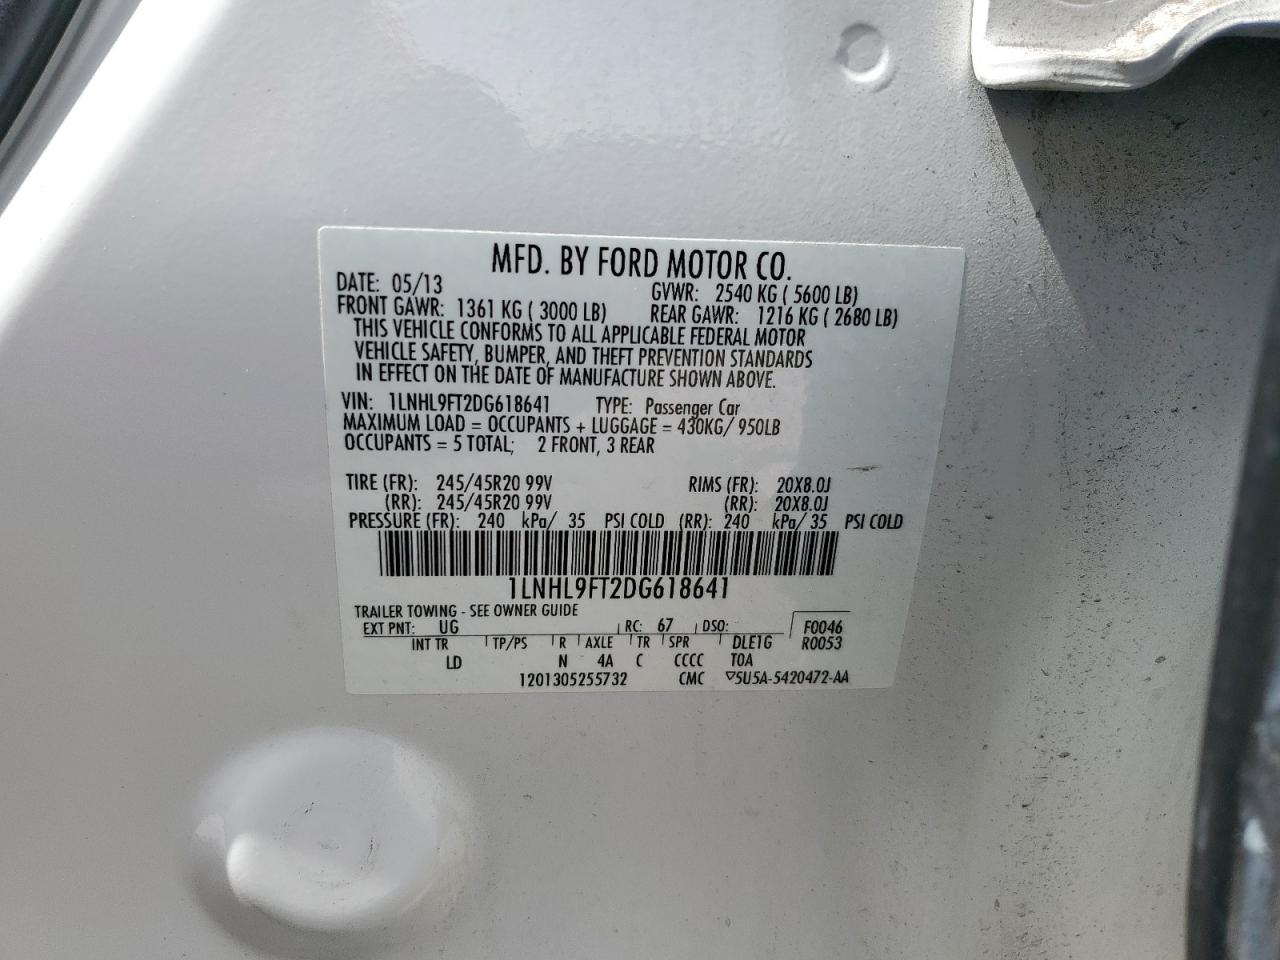 MFD. BY FORD MOTOR CO.
DATE: 05/13 GVWR: 2540 KG ( 5600 LB)
FRONT GAWR: 1361 KG ( 3000 LB) REAR GAWR: 1216 KG ( 2680 LB)
THIS VEHICLE CONFORMS TO ALL APPLICABLE FEDERAL MOTOR
VEHICLE SAFETY, BUMPER, AND THEFT PREVENTION STANDARDS
IN EFFECT ON THE DATE OF MANUFACTURE SHOWN ABOVE.
VIN: 1LNHL9FT2DG618641 TYPE: Passenger Car
MAXIMUM LOAD = OCCUPANTS + LUGGAGE = 430KG/ 950LB
OCCUPANTS = 5 TOTAL; 2 FRONT, 3 REAR
TIRE (FR): 245/45R20 99V RIMS (FR): 20X8.0J
(RR): 245/45R20 99V (RR): 20X8.0J
PRESSURE (FR): 240 kPa/ 35 PSI COLD (RR): 240 kPa/ 35 PSI COLD
1LNHL9FT2DG618641
TRAILER TOWING - SEE OWNER GUIDE
EXT PNT: UG RC: 67 DSO: F0046
INT TR TP/PS R AXLE TR SPR DLE1G R0053
LD N 4A C CCCC TOA
1201305255732 CMC ▽5U5A-5420472-AA